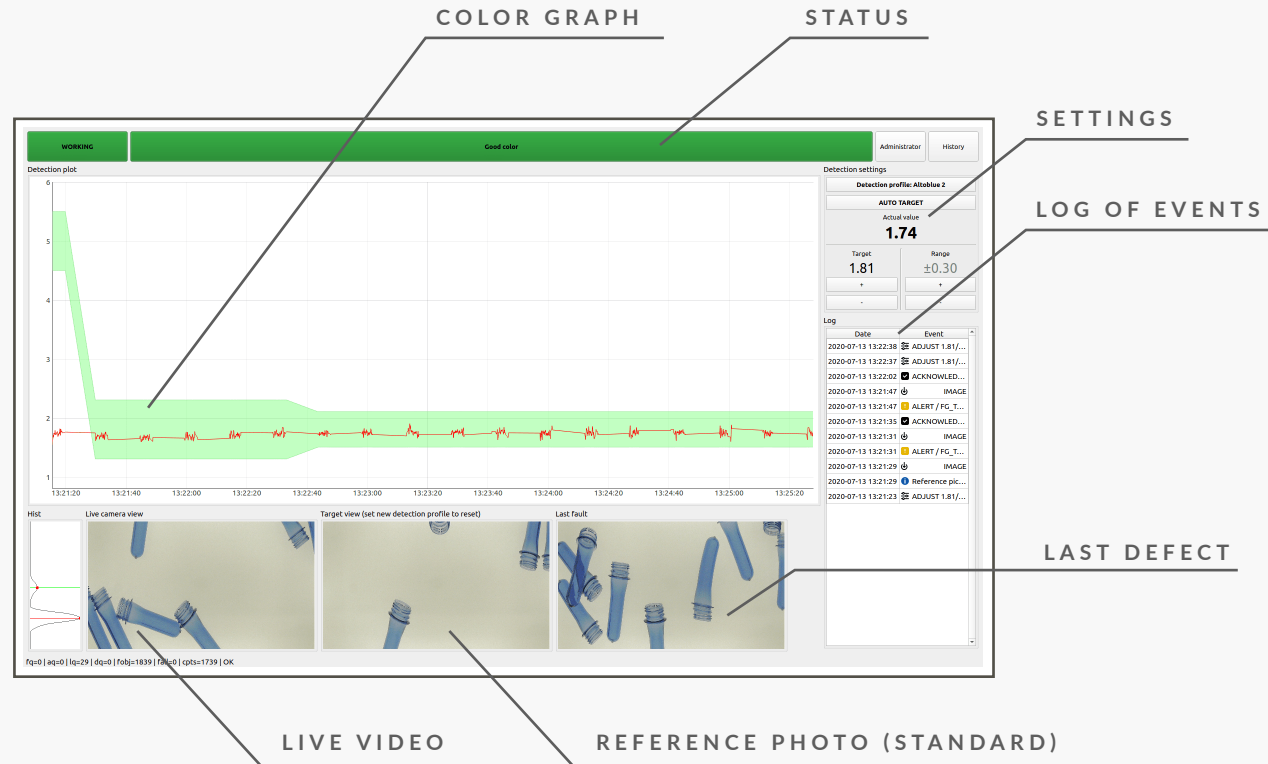 COLOR GRAPH
STATUS
SETTINGS
LOG OF EVENTS
WORKING
Good color
Administrator
History
Detection plot
6
5
4
3
2
1
13:21:20 13:21:40 13:22:00 13:22:20 13:22:40 13:23:00 13:23:20 13:23:40 13:24:00 13:24:20 13:24:40 13:25:00 13:25:20
Detection settings
Detection profile: Altoblue 2
AUTO TARGET
Actual value
1.74
Target Range
1.81 ±0.30
+ +
- -
Log
Date Event
2020-07-13 13:22:38 ADJUST 1.81/...
2020-07-13 13:22:37 ADJUST 1.81/...
2020-07-13 13:22:02 ACKNOWLED...
2020-07-13 13:21:47 IMAGE
2020-07-13 13:21:47 ALERT / FG_T...
2020-07-13 13:21:35 ACKNOWLED...
2020-07-13 13:21:31 IMAGE
2020-07-13 13:21:31 ALERT / FG_T...
2020-07-13 13:21:29 IMAGE
2020-07-13 13:21:29 Reference pic...
2020-07-13 13:21:23 ADJUST 1.81/...
Hist
Live camera view
Target view (set new detection profile to reset)
Last fault
LAST DEFECT
fq=0 | aq=0 | lq=29 | dq=0 | fobj=1839 | fail=0 | cpts=1739 | OK
LIVE VIDEO
REFERENCE PHOTO (STANDARD)